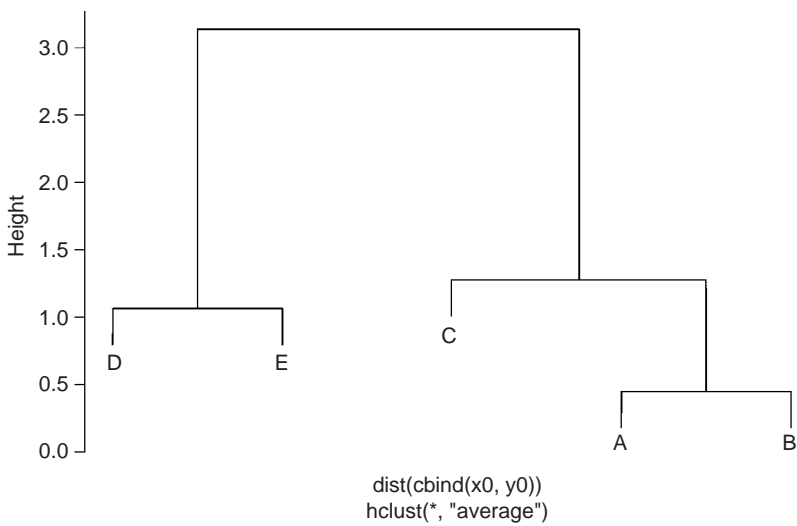 3.0
2.5
2.0
1.5
1.0
0.5
0.0
Height
D
E
C
A
B
dist(cbind(x0, y0))
hclust(*, "average")